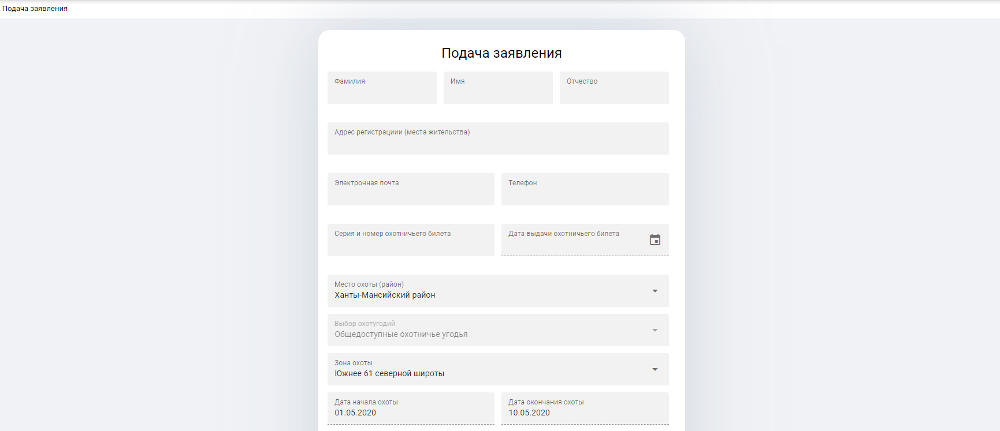 Подача заявления
Подача заявления
Фамилия
Имя
Отчество
Адрес регистрациии (места жительства)
Электронная почта
Телефон
Серия и номер охотничьего билета
Дата выдачи охотничьего билета
Место охоты (район)
Ханты-Мансийский район
Выбор охотугодий
Общедоступные охотничье угодья
Зона охоты
Южнее 61 северной широты
Дата начала охоты
01.05.2020
Дата окончания охоты
10.05.2020